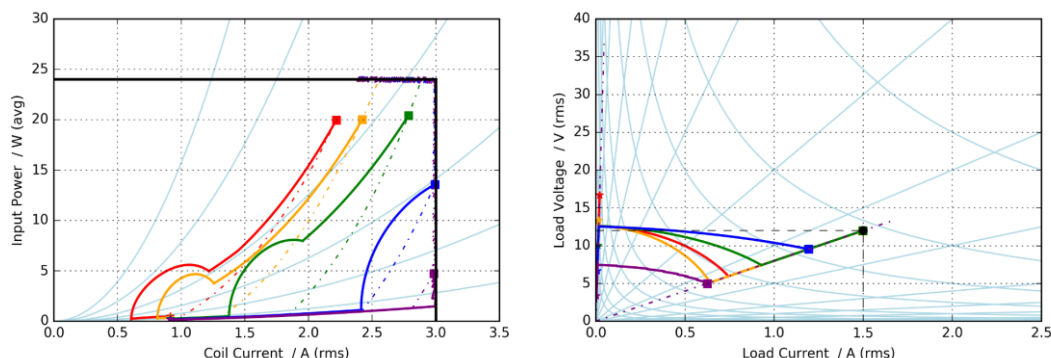 30
25
20
15
10
5
0
Input Power / W (avg)
0.0 0.5 1.0 1.5 2.0 2.5 3.0 3.5
Coil Current / A (rms)
40
35
30
25
20
15
10
5
0
Load Voltage / V (rms)
0.0 0.5 1.0 1.5 2.0 2.5
Load Current / A (rms)